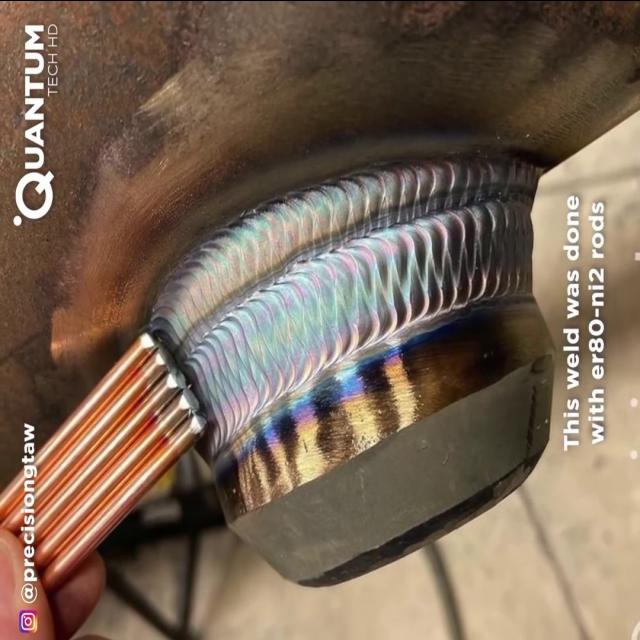 QUANTUM
TECH HD
This weld was done
with er80-ni2 rods
@precisiongtaw